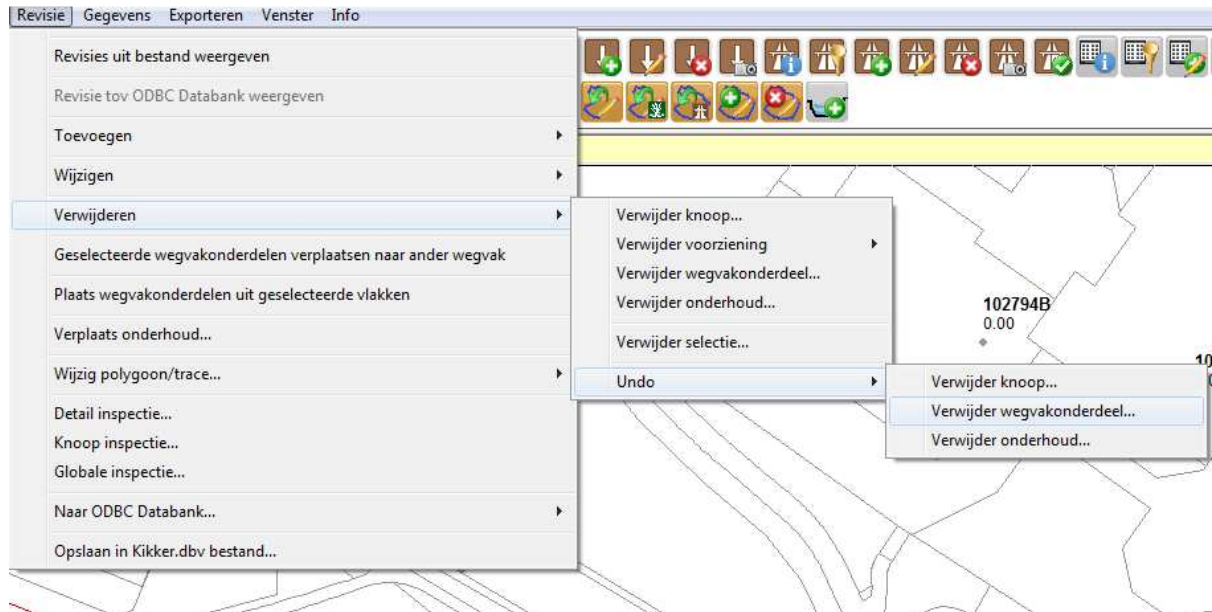 Revisie Gegevens Exporteren Venster Info
Revisies uit bestand weergeven
Revisie tov ODBC Databank weergeven
Toevoegen
Wijzigen
Verwijderen
Geselecteerde wegvakonderdelen verplaatsen naar ander wegvak
Plaats wegvakonderdelen uit geselecteerde vlakken
Verplaats onderhoud...
Wijzig polygoon/trace...
Detail inspectie...
Knoop inspectie...
Globale inspectie...
Naar ODBC Databank...
Opslaan in Kikker.dbv bestand...
Verwijder knoop...
Verwijder voorziening
Verwijder wegvakonderdeel...
Verwijder onderhoud...
Verwijder selectie...
Undo
Verwijder knoop...
Verwijder wegvakonderdeel...
Verwijder onderhoud...
102794B
0.00
10